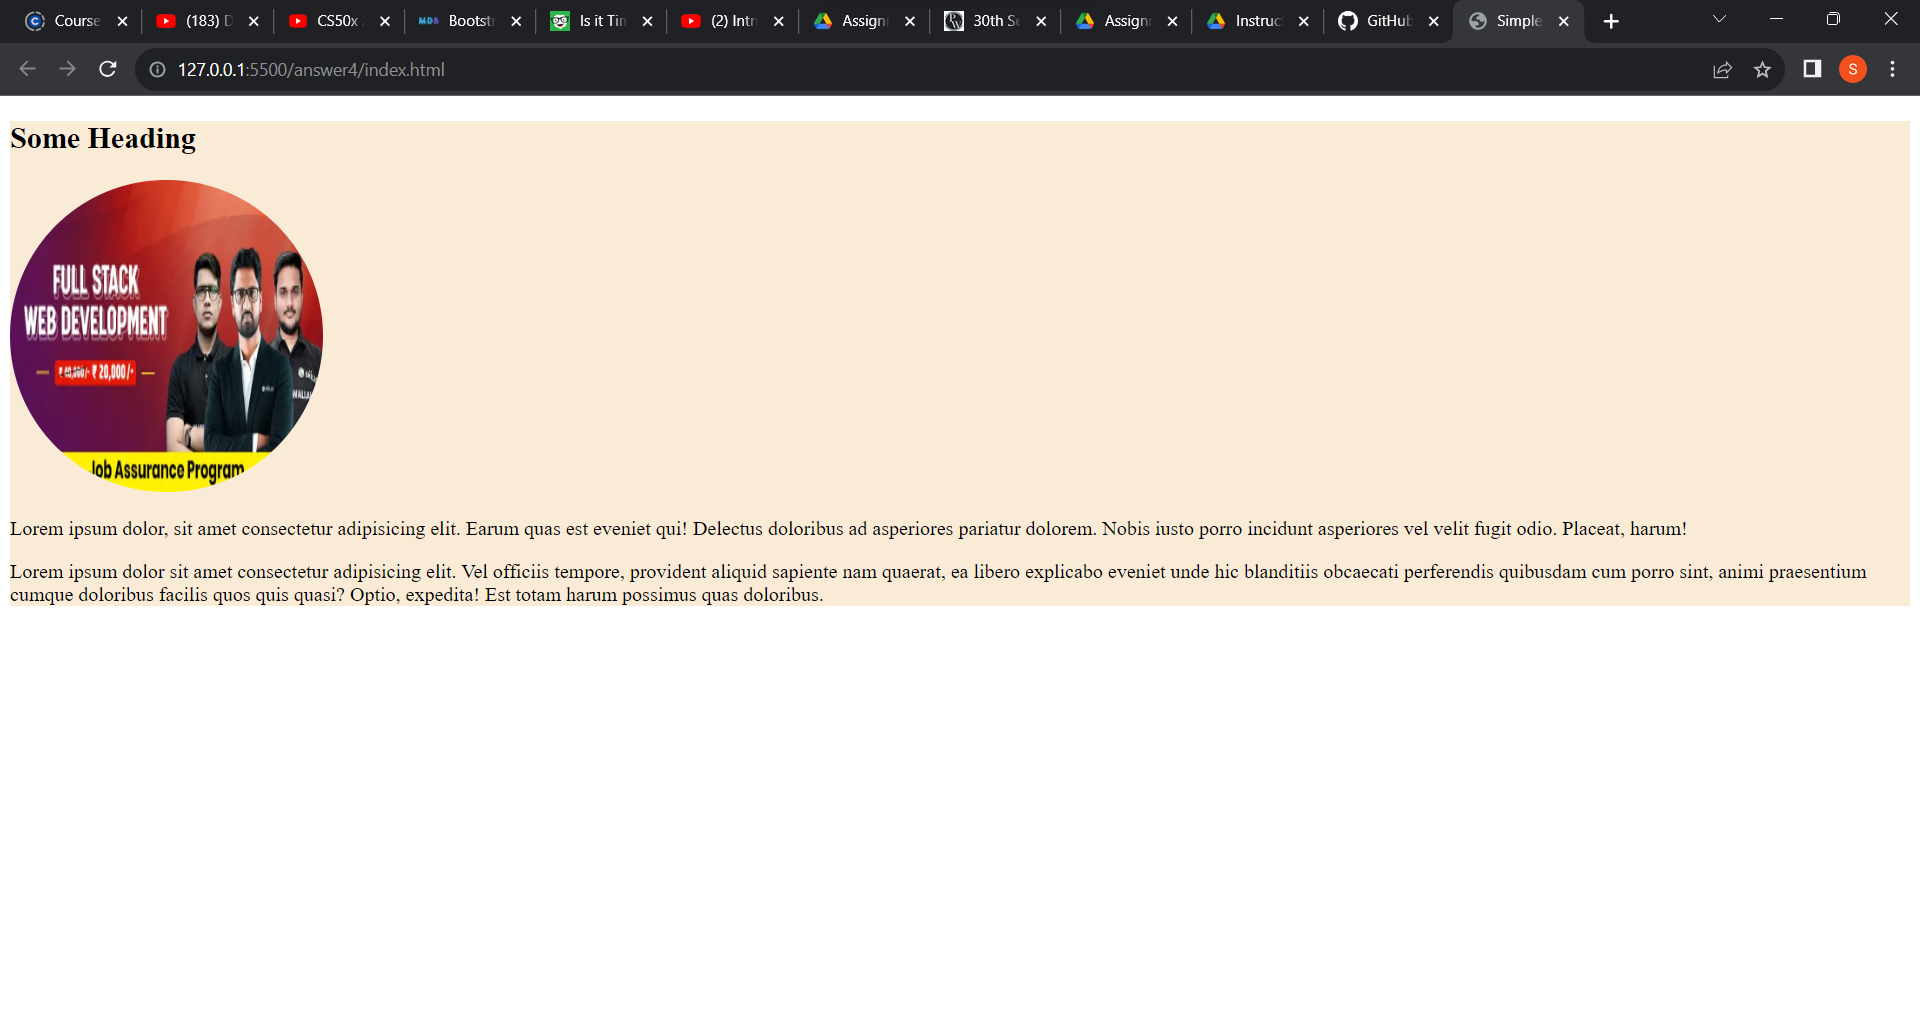 Course
(183) D
CS50x
MDB Bootstr
Is it Tim
(2) Intr
Assign
30th Se
Assign
Instruc
GitHub
Simple
127.0.0.1:5500/answer4/index.html
S
Some Heading
FULL STACK
WEB DEVELOPMENT
₹ 20,000/-
Job Assurance Program
Lorem ipsum dolor, sit amet consectetur adipisicing elit. Earum quas est eveniet qui! Delectus doloribus ad asperiores pariatur dolorem. Nobis iusto porro incidunt asperiores vel velit fugit odio. Placeat, harum!
Lorem ipsum dolor sit amet consectetur adipisicing elit. Vel officiis tempore, provident aliquid sapiente nam quaerat, ea libero explicabo eveniet unde hic blanditiis obcaecati perferendis quibusdam cum porro sint, animi praesentium
cumque doloribus facilis quos quis quasi? Optio, expedita! Est totam harum possimus quas doloribus.